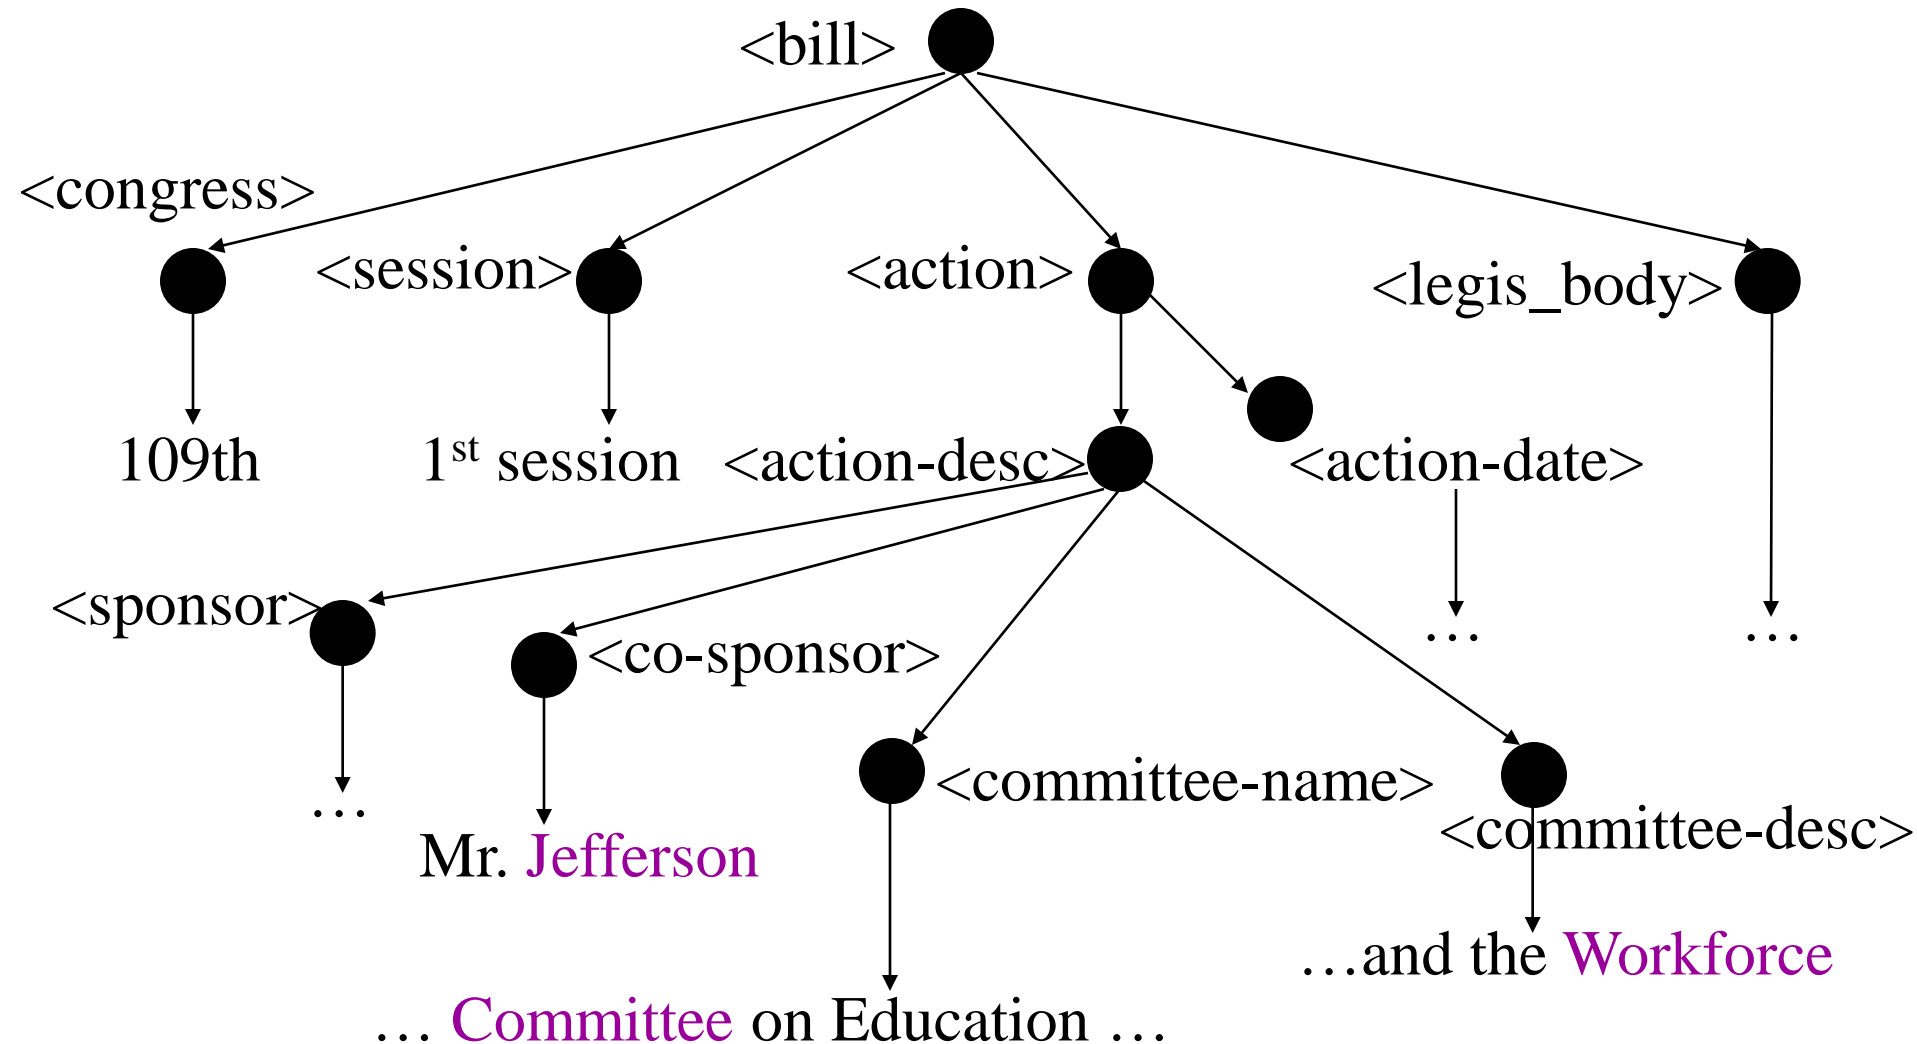 <bill>
<congress>
<session>
<action>
<legis_body>
109th
1st session
<action-desc>
<action-date>
<sponsor>
<co-sponsor>
…
…
<committee-name>
<committee-desc>
…
Mr. Jefferson
…and the Workforce
… Committee on Education …